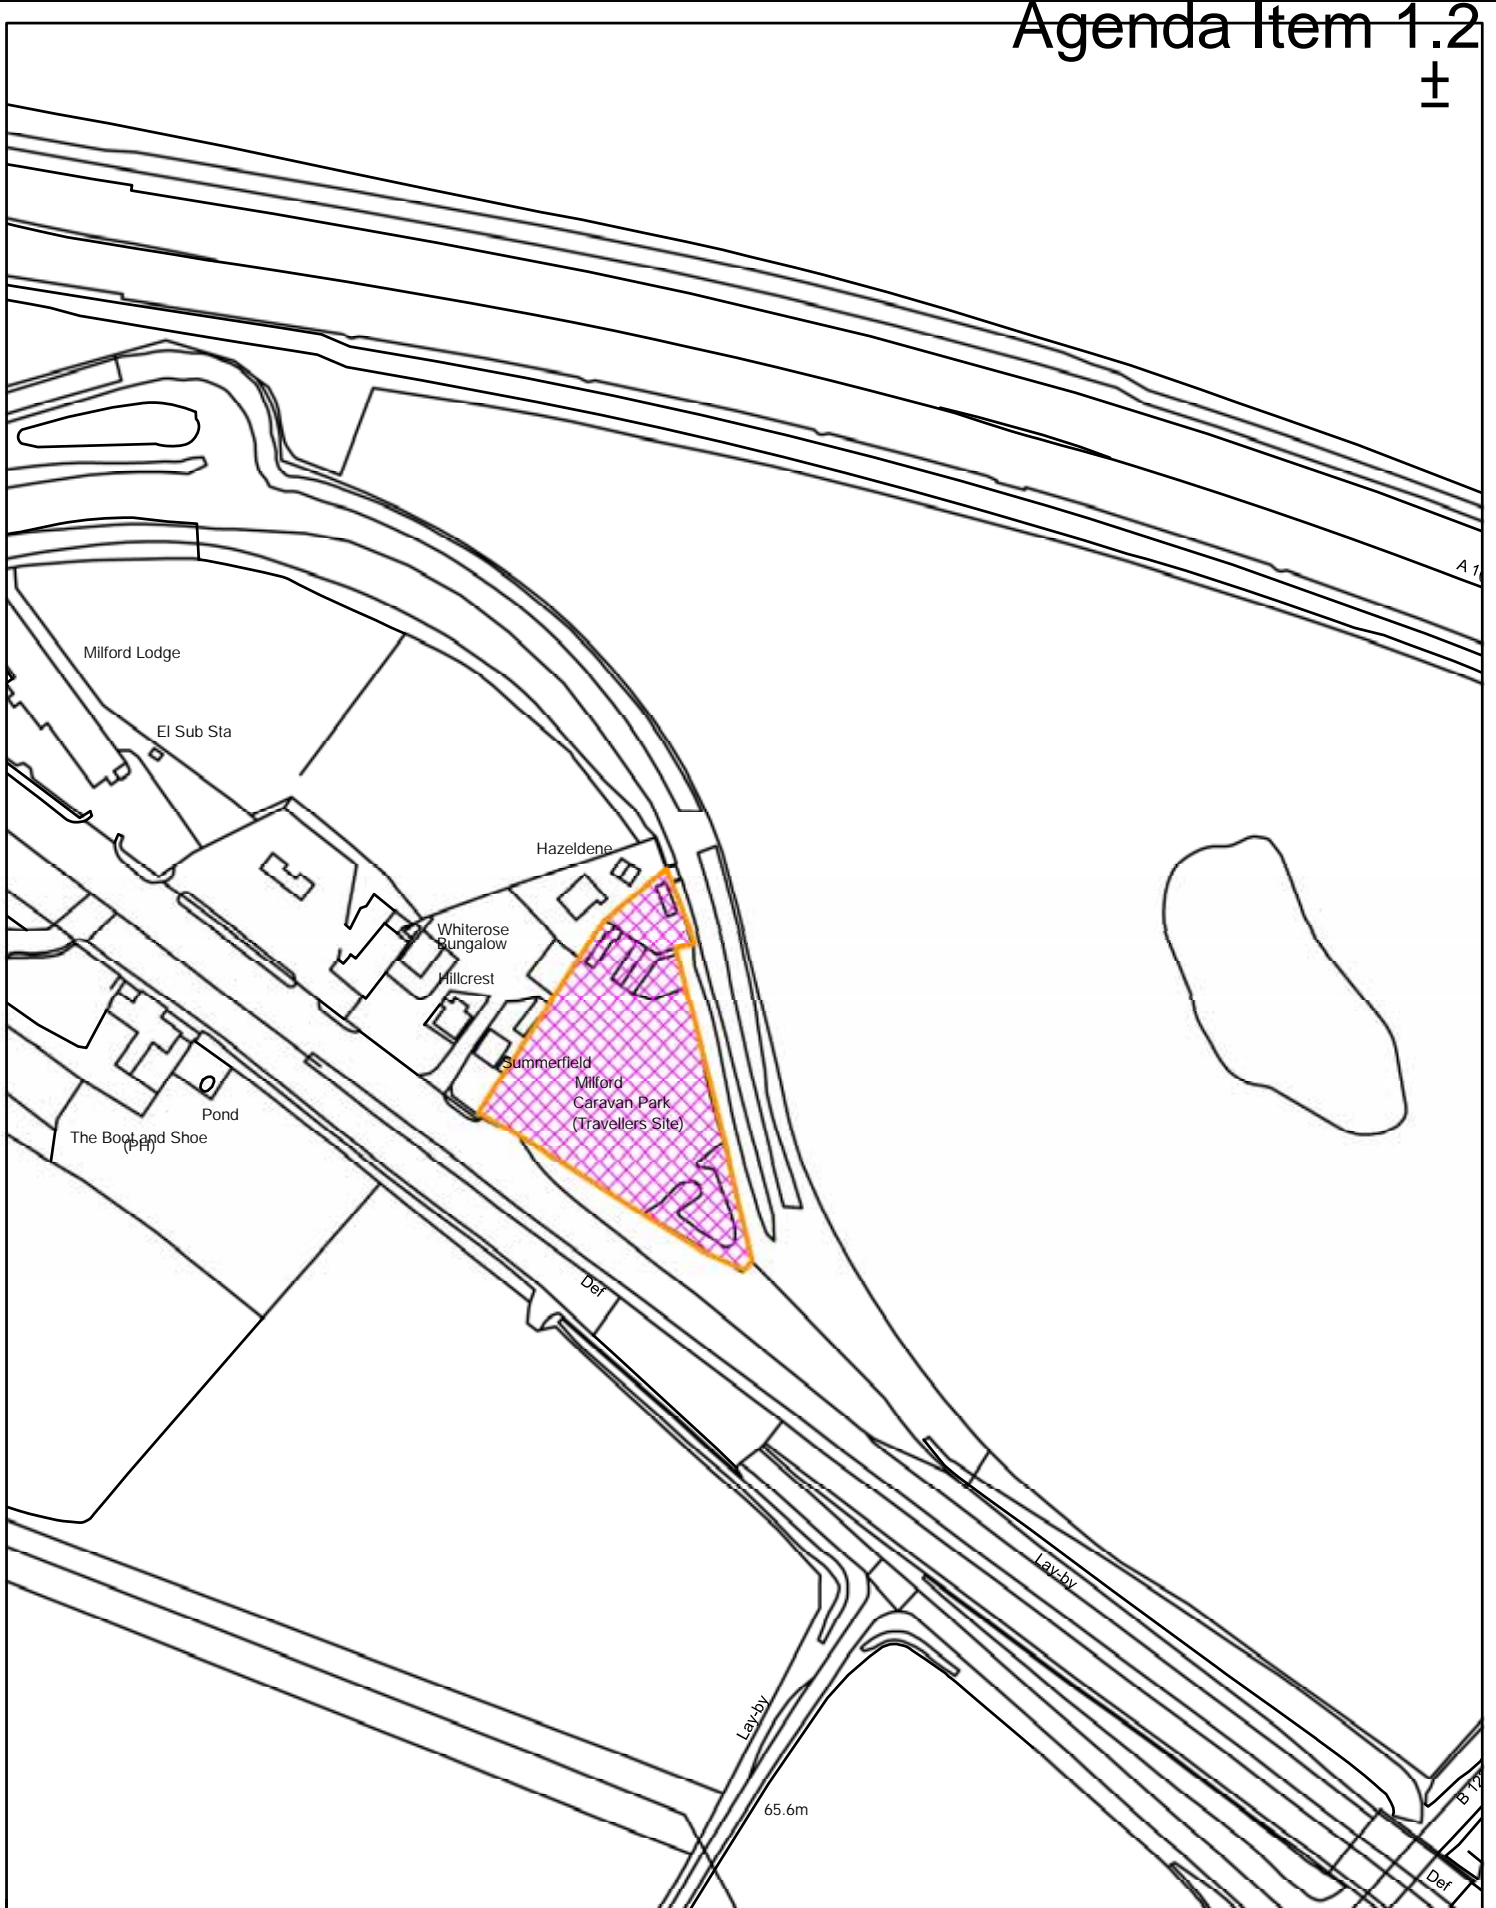 Agenda Item 1.2
±
Milford Lodge
El Sub Sta
Hazeldene
Whiterose
Bungalow
Hillcrest
Summerfield
Milford
Caravan Park
(Travellers Site)
Pond
The Boot and Shoe
(PH)
Def
Lay-by
Lay-by
65.6m
Def